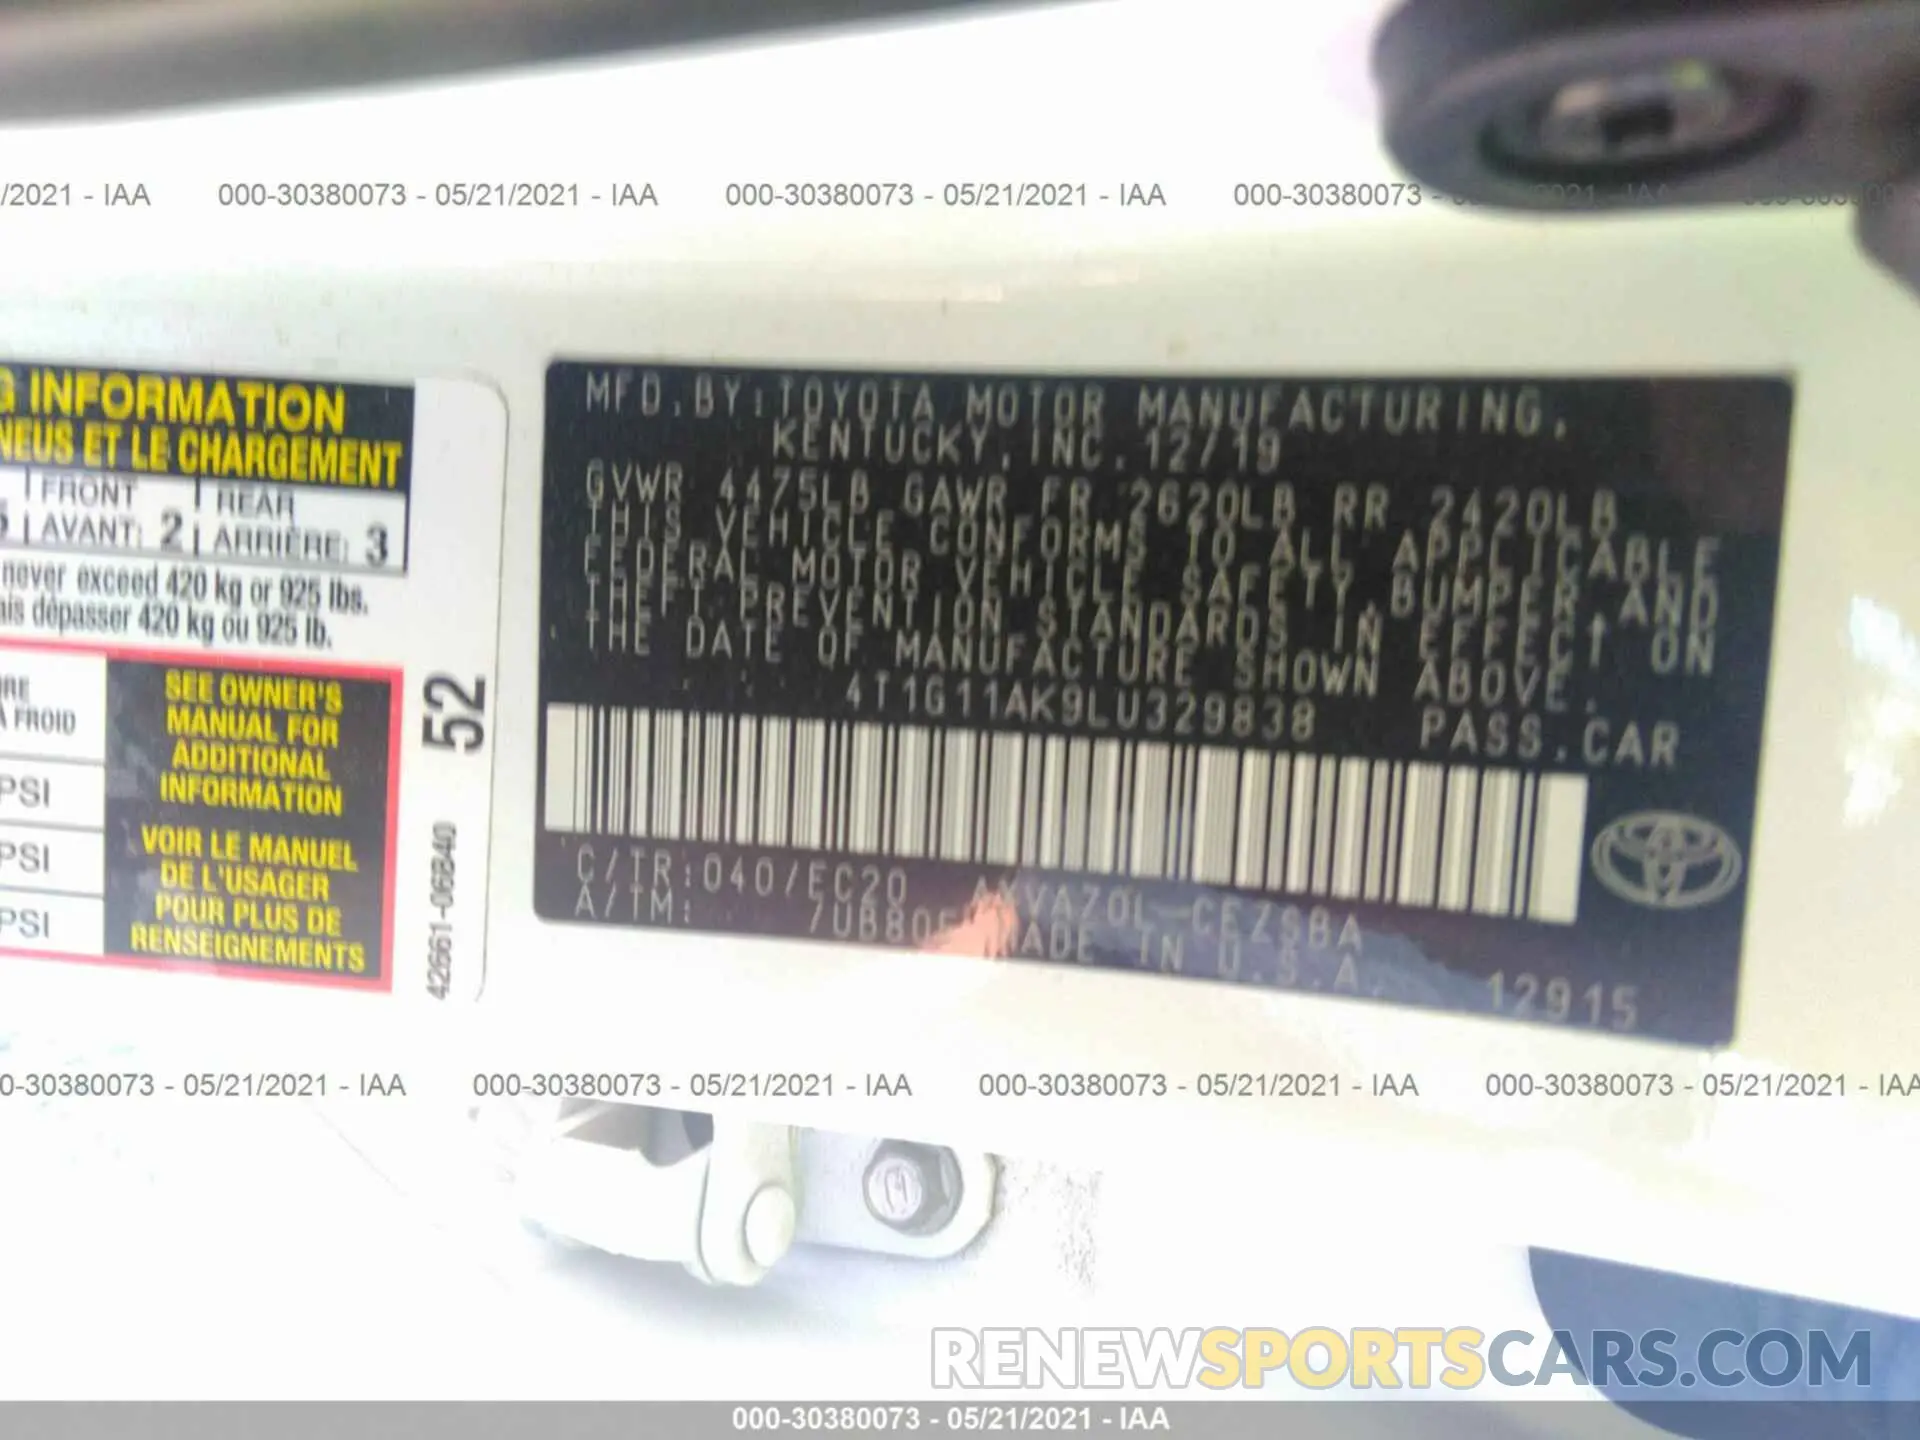 /2021 - IAA 000-30380073 - 05/21/2021 - IAA 000-30380073 - 05/21/2021 - IAA 000-30380073 -
G INFORMATION
NEUS ET LE CHARGEMENT
FRONT REAR
5 AVANT: 2 ARRIÈRE: 3
never exceed 420 kg or 925 lbs.
ais dépasser 420 kg ou 925 lb.
A FROID
PSI
PSI
PSI
SEE OWNER'S
MANUAL FOR
ADDITIONAL
INFORMATION
VOIR LE MANUEL
DE L'USAGER
POUR PLUS DE
RENSEIGNEMENTS
52
42661-06B40
MFD. BY: TOYOTA MOTOR MANUFACTURING,
KENTUCKY, INC. 12/19
GVWR 4475LB GAWR FR 2620LB RR 2420LB
THIS VEHICLE CONFORMS TO ALL APPLICABLE
FEDERAL MOTOR VEHICLE SAFETY, BUMPER, AND
THEFT PREVENTION STANDARDS IN EFFECT ON
THE DATE OF MANUFACTURE SHOWN ABOVE.
4T1G11AK9LU329838 PASS. CAR
C/TR: 040/EC20 AXVA70L-CEZSBA
A/TM: MADE IN U.S.A.
12915
0-30380073 - 05/21/2021 - IAA 000-30380073 - 05/21/2021 - IAA 000-30380073 - 05/21/2021 - IAA 000-30380073 - 05/21/2021 - IAA
RENEWSPORTSCARS.COM
000-30380073 - 05/21/2021 - IAA